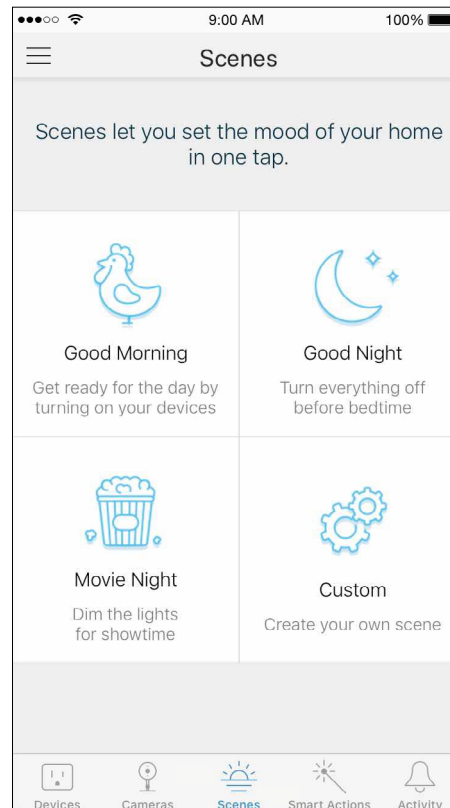 9:00 AM
100%
Scenes
Scenes let you set the mood of your home
in one tap.
Good Morning
Get ready for the day by
turning on your devices
Good Night
Turn everything off
before bedtime
Movie Night
Dim the lights
for showtime
Custom
Create your own scene
Devices
Cameras
Scenes
Smart Actions
Activity